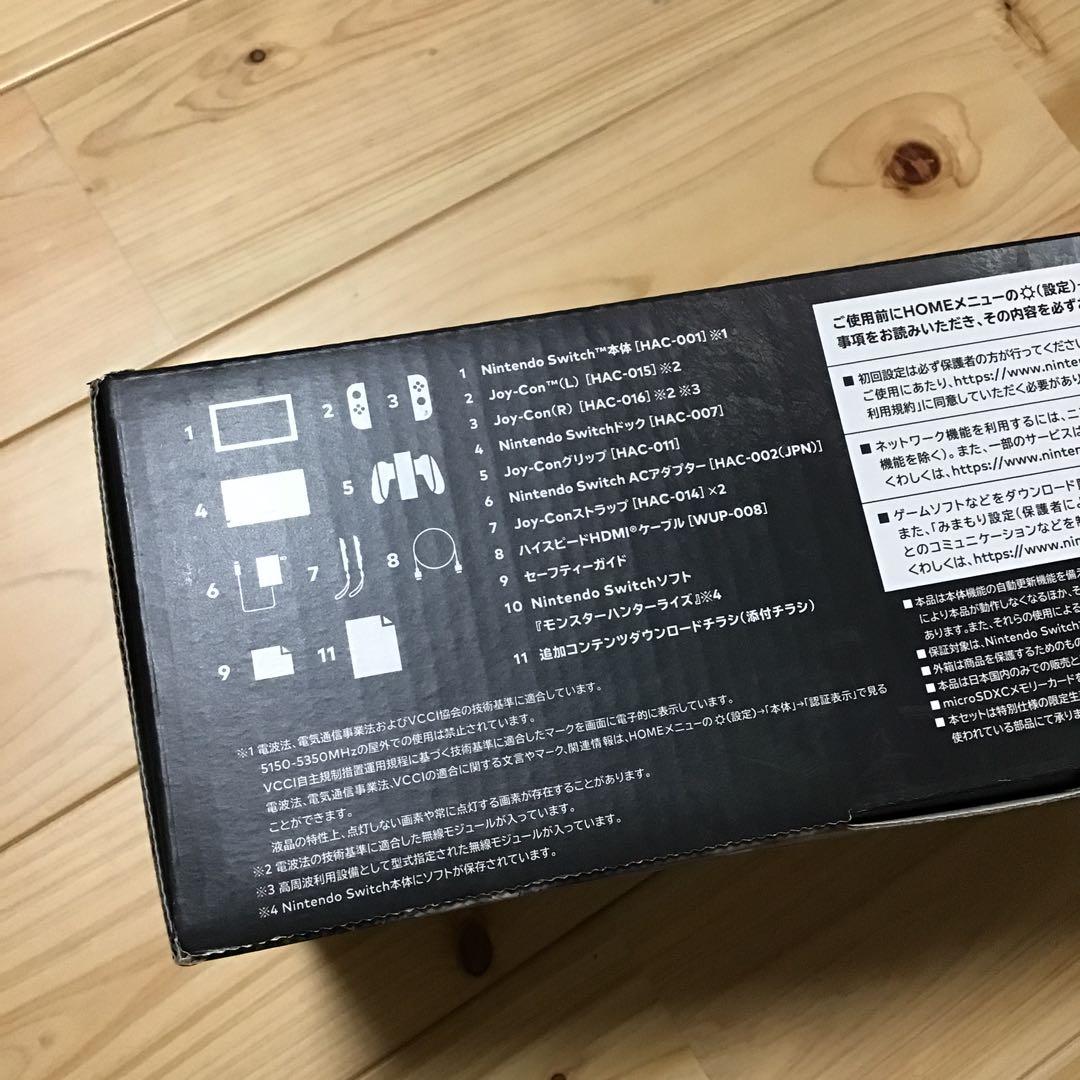 1
2
3
4
5
6
7
8
9
11
1 Nintendo Switch™本体 [HAC-001] ※1
2 Joy-Con™(L) [HAC-015] ※2
3 Joy-Con(R) [HAC-016] ※2 ※3
4 Nintendo Switchドック [HAC-007]
5 Joy-Conグリップ [HAC-011]
6 Nintendo Switch ACアダプター [HAC-002(JPN)]
7 Joy-Conストラップ [HAC-014] ×2
8 ハイスピードHDMI®ケーブル [WUP-008]
9 セーフティーガイド
10 Nintendo Switchソフト
『モンスターハンターライズ』※4
11 追加コンテンツダウンロードチラシ(添付チラシ)
※1 電波法、電気通信事業法およびVCCI協会の技術基準に適合しています。
5150-5350MHzの屋外での使用は禁止されています。
VCCI自主規制措置運用規程に基づく技術基準に適合したマークを画面に電子的に表示しています。
電波法、電気通信事業法、VCCIの適合に関する文言やマーク、関連情報は、HOMEメニューの(設定)→「本体」→「認証表示」で見る
ことができます。
液晶の特性上、点灯しない画素や常に点灯する画素が存在することがあります。
※2 電波法の技術基準に適合した無線モジュールが入っています。
※3 高周波利用設備として型式指定された無線モジュールが入っています。
※4 Nintendo Switch本体にソフトが保存されています。
ご使用前にHOMEメニューの(設定)
事項をお読みいただき、その内容を必ず
■ 初回設定は必ず保護者の方が行ってくださ
ご使用にあたり、https://www.ninten
利用規約」に同意していただく必要があ
■ ネットワーク機能を利用するには、ニ
機能を除く)。また、一部のサービスは
くわしくは、https://www.ninten
■ ゲームソフトなどをダウンロード
また、「みまもり設定(保護者に
とのコミュニケーションなどを
くわしくは、https://www.nin
■ 本品は本体機能の自動更新機能を備
により本品が動作しなくなるほか、そ
あります。また、それらの使用による
■ 保証対象は、Nintendo Switch
■ 外箱は商品を保護するためのもの
■ 本品は日本国内のみでの販売と
■ microSDXCメモリーカードを
■ 本セットは特別仕様の限定生
使われている部品にて承りま